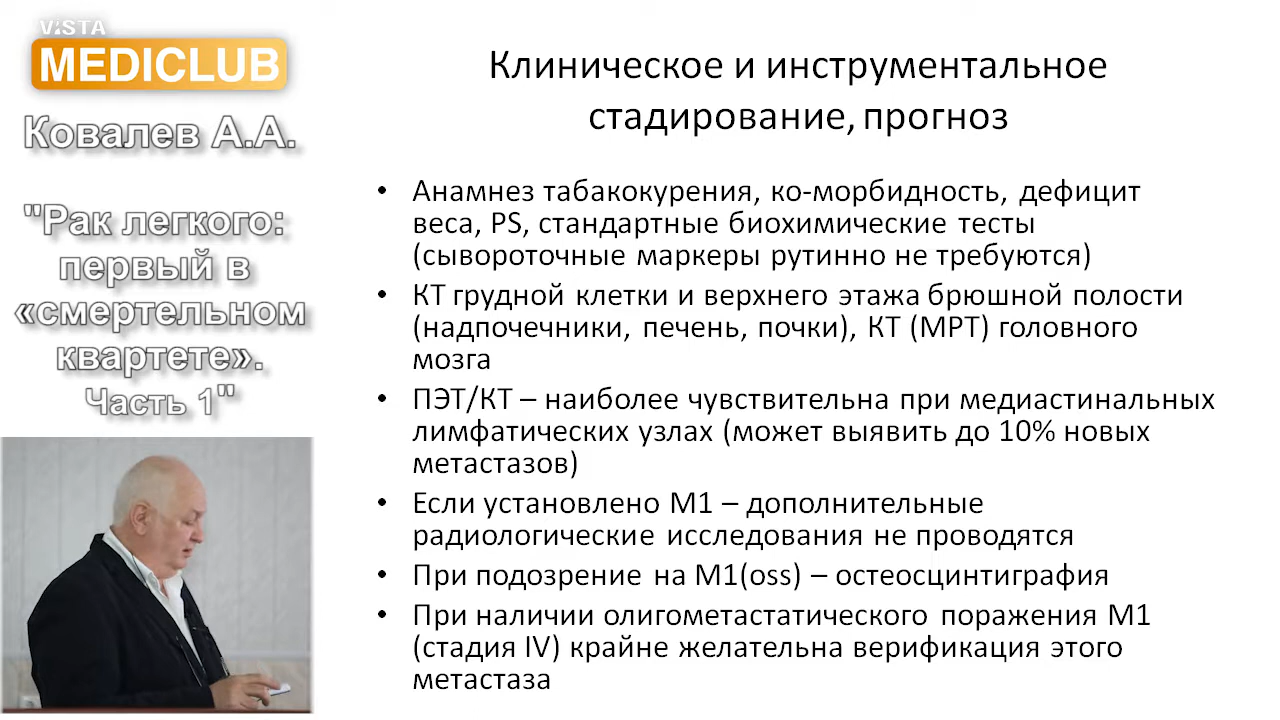 VISTA
MEDICLUB
Ковалев А.А.
"Рак легкого:
первый в
«смертельном
квартете».
Часть 1"
Клиническое и инструментальное
стадирование, прогноз
• Анамнез табакокурения, ко-морбидность, дефицит
веса, PS, стандартные биохимические тесты
(сывороточные маркеры рутинно не требуются)
• КТ грудной клетки и верхнего этажа брюшной полости
(надпочечники, печень, почки), КТ (МРТ) головного
мозга
• ПЭТ/КТ – наиболее чувствительна при медиастинальных
лимфатических узлах (может выявить до 10% новых
метастазов)
• Если установлено М1 – дополнительные
радиологические исследования не проводятся
• При подозрение на М1(oss) – остеосцинтиграфия
• При наличии олигометастатического поражения М1
(стадия IV) крайне желательна верификация этого
метастаза